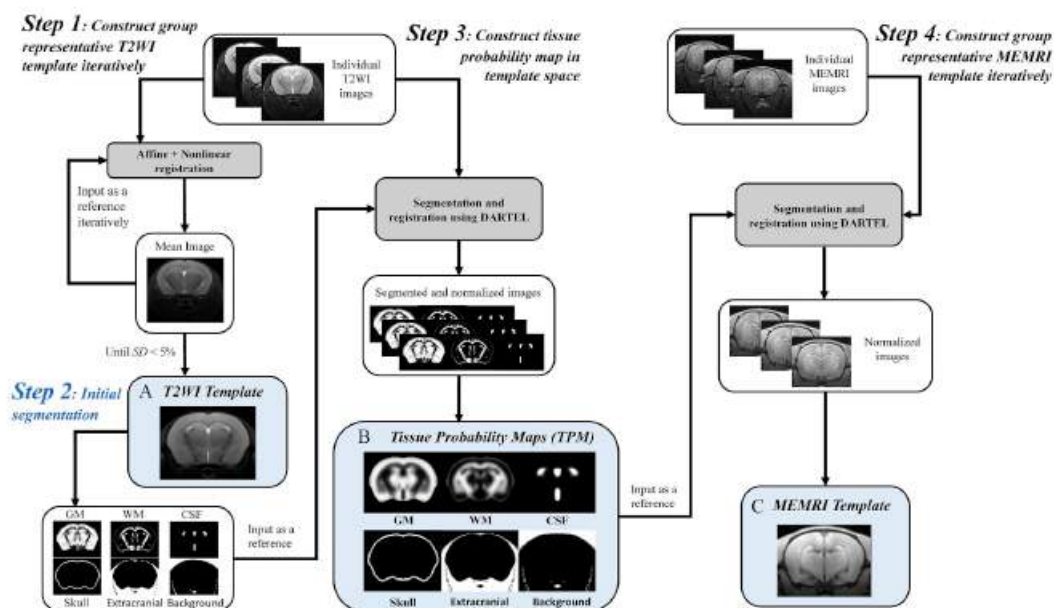 Step 1: Construct group
representative T2WI
template iteratively
Individual
T2WI
images
Affine + Nonlinear
registration
Input as a
reference
iteratively
Mean Image
Until SD < 5%
Step 2: Initial
segmentation
A T2WI Template
GM WM CSF
Skull Extracranial Background
Input as a
reference
Step 3: Construct tissue
probability map in
template space
Segmentation and
registration using DARTEL
Segmented and normalized images
B Tissue Probability Maps (TPM)
GM WM CSF
Skull Extracranial Background
Input as a
reference
Step 4: Construct group
representative MEMRI
template iteratively
Individual
MEMRI
images
Segmentation and
registration using DARTEL
Normalized
images
C MEMRI Template